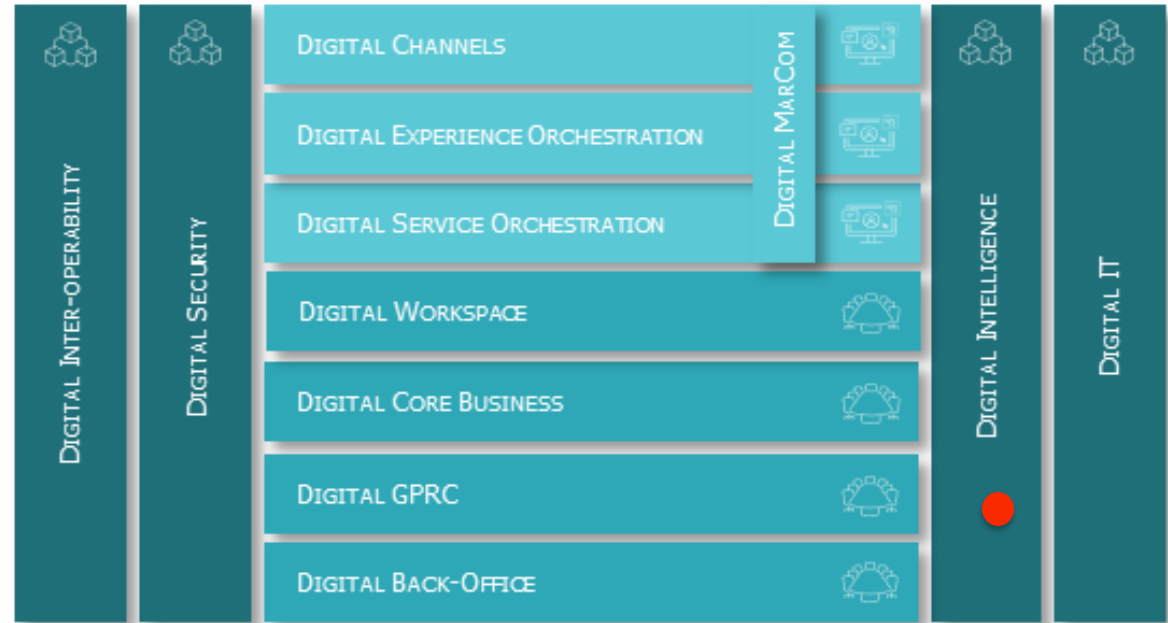 Digital Inter-operability
Digital Security
Digital Channels
Digital Experience Orchestration
Digital Service Orchestration
Digital MarCom
Digital Workspace
Digital Core Business
Digital GPRC
Digital Back-Office
Digital Intelligence
Digital IT